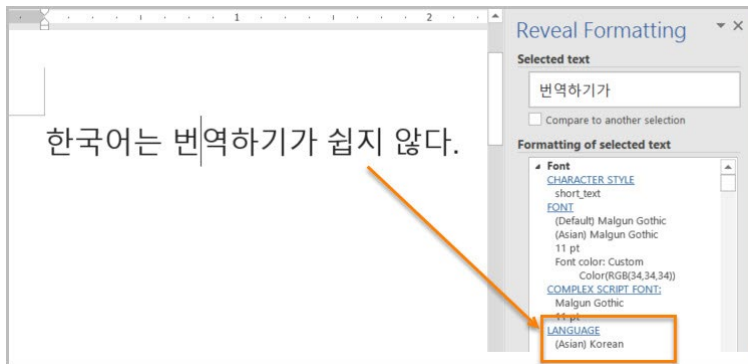 1 2
Reveal Formatting
Selected text
한국어는 번역하기가 쉽지 않다.
번역하기가
Compare to another selection
Formatting of selected text
Font
CHARACTER STYLE
short_text
FONT
(Default) Malgun Gothic
(Asian) Malgun Gothic
11 pt
Font color: Custom
Color(RGB(34,34,34))
COMPLEX SCRIPT FONT:
Malgun Gothic
11 pt
LANGUAGE
(Asian) Korean